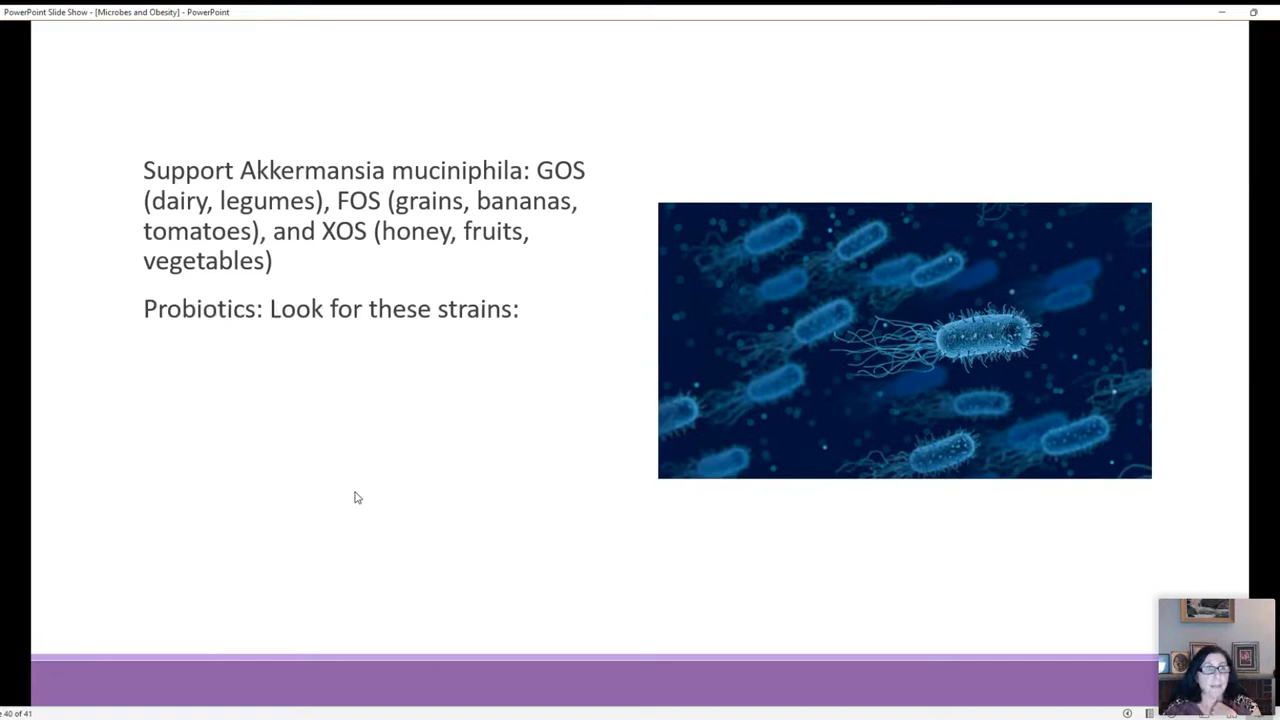 PowerPoint Slide Show - [Microbes and Obesity] - PowerPoint
Support Akkermansia muciniphila: GOS
(dairy, legumes), FOS (grains, bananas,
tomatoes), and XOS (honey, fruits,
vegetables)
Probiotics: Look for these strains:
40 of 41